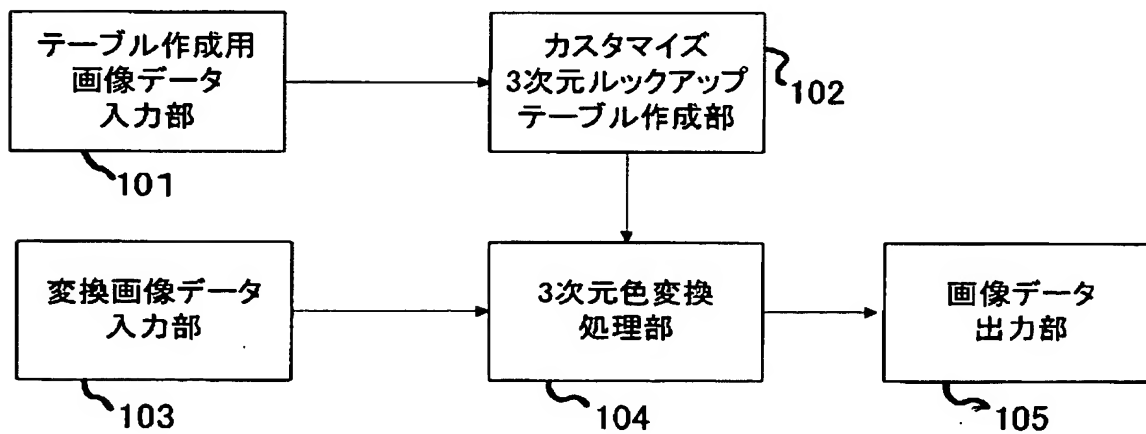 テーブル作成用
画像データ
入力部
101
カスタマイズ
3次元ルックアップ
テーブル作成部
102
変換画像データ
入力部
103
3次元色変換
処理部
104
画像データ
出力部
105